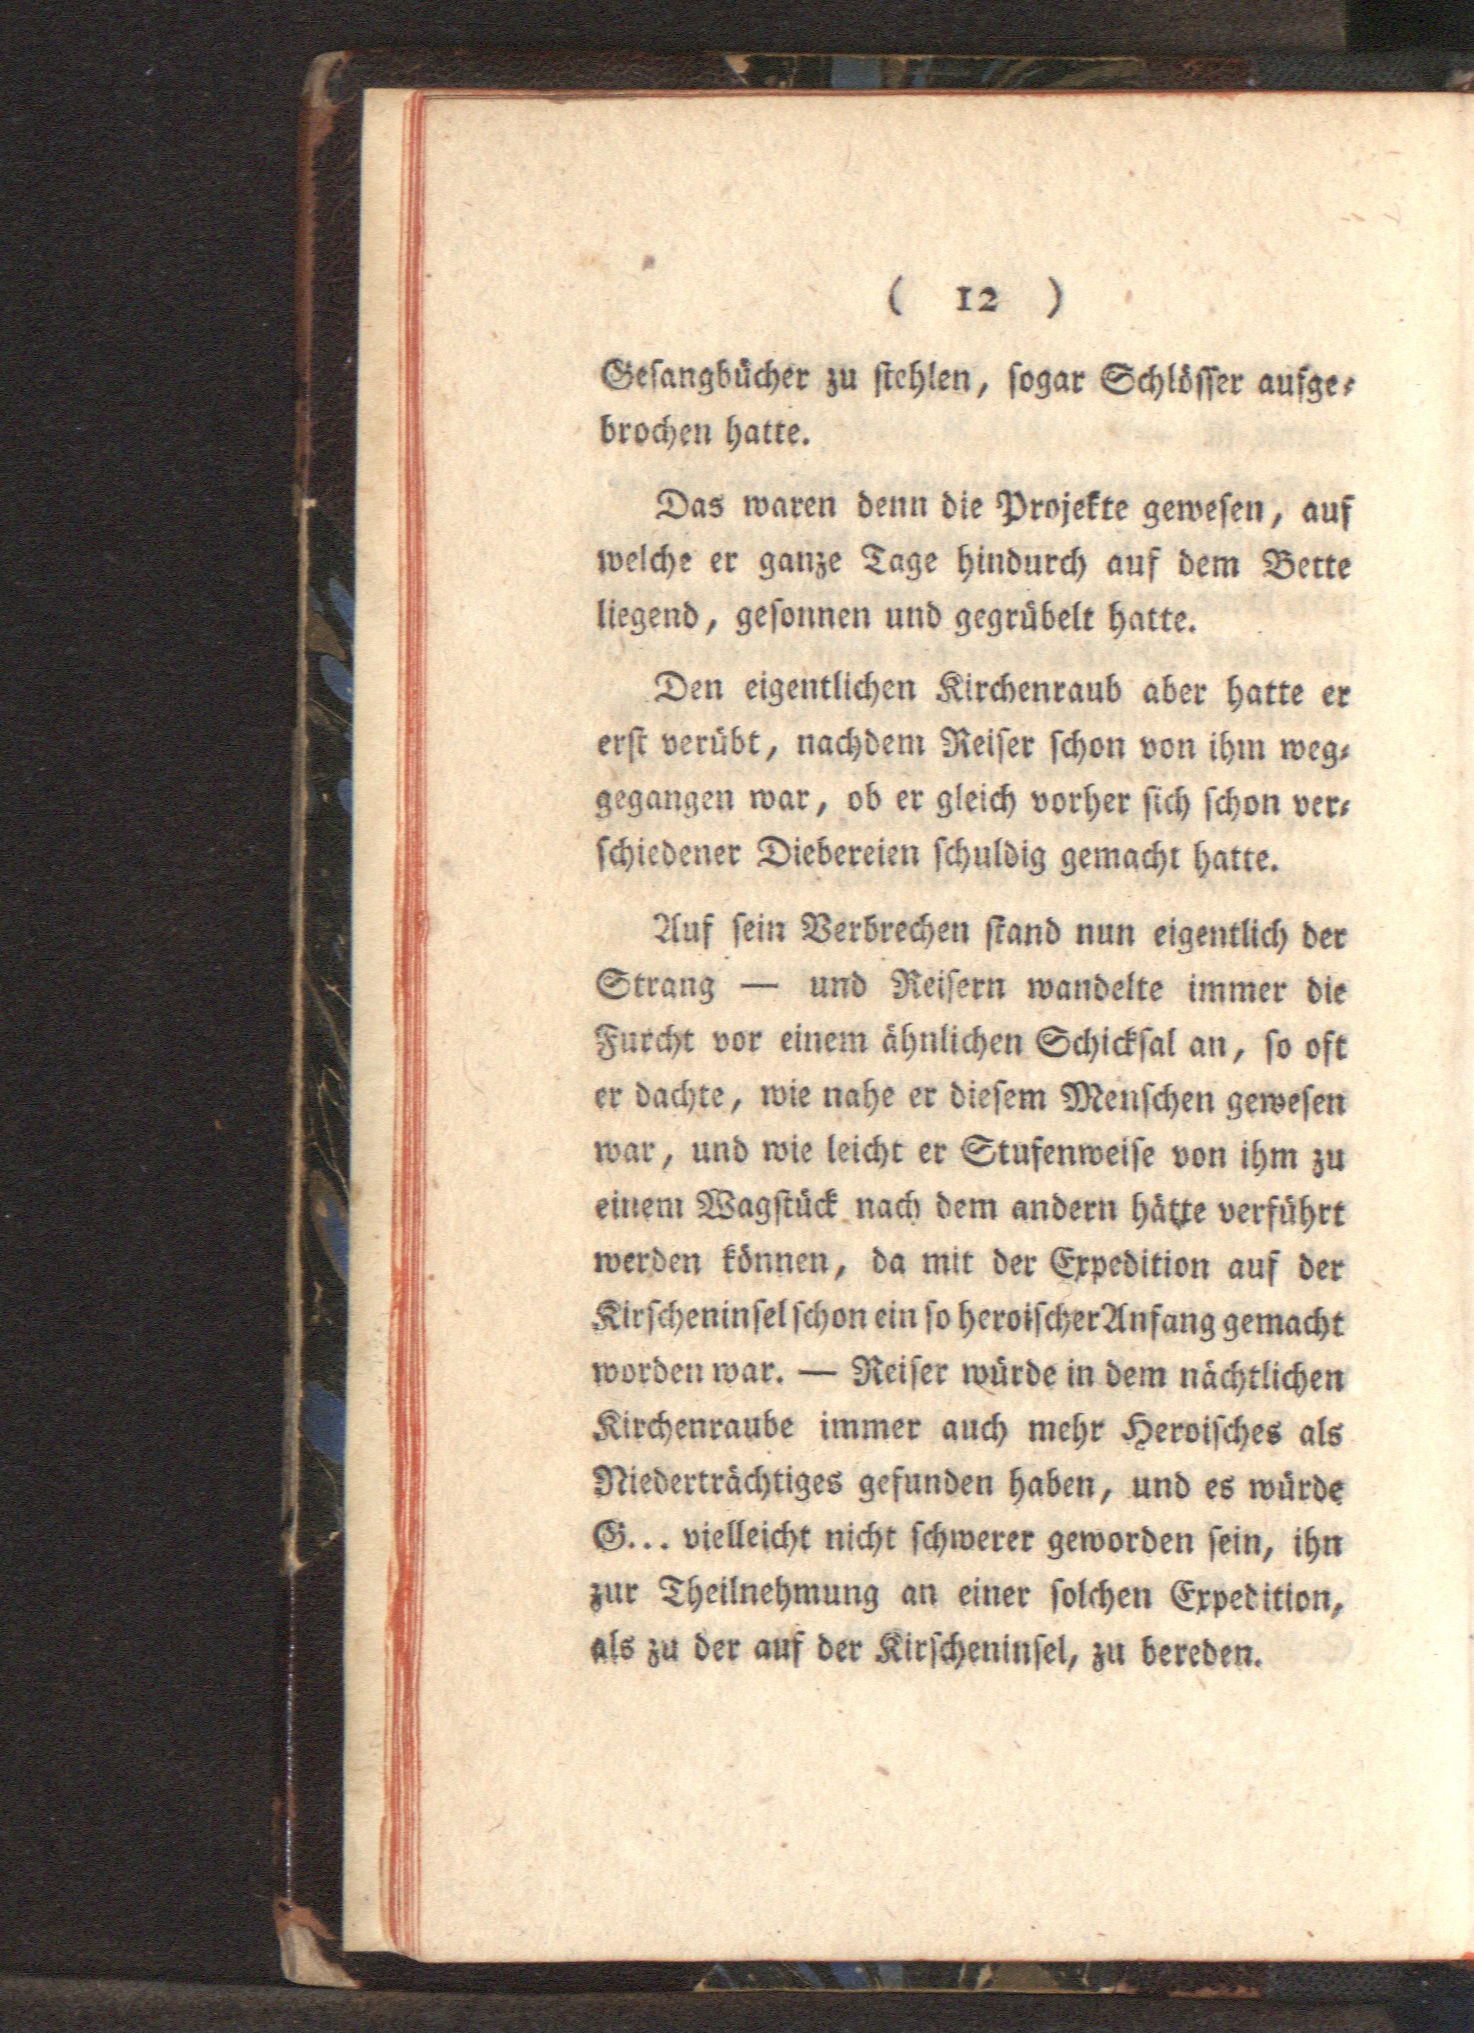 ( 12 )
Geſangbücher zu ſtehlen, ſogar Schlöſſer aufge⸗
brochen hatte.
Das waren denn die Projekte geweſen, auf
welche er ganze Tage hindurch auf dem Bette
liegend, geſonnen und gegrübelt hatte.
Den eigentlichen Kirchenraub aber hatte er
erſt verübt, nachdem Reiſer ſchon von ihm weg⸗
gegangen war, ob er gleich vorher ſich ſchon ver⸗
ſchiedener Diebereien ſchuldig gemacht hatte.
Auf ſein Verbrechen ſtand nun eigentlich der
Strang — und Reiſern wandelte immer die
Furcht vor einem ähnlichen Schickſal an, ſo oft
er dachte, wie nahe er dieſem Menſchen geweſen
war, und wie leicht er Stufenweiſe von ihm zu
einem Wagſtück nach dem andern hätte verführt
werden können, da mit der Expedition auf der
Kirſcheninſel ſchon ein ſo heroiſcher Anfang gemacht
worden war. — Reiſer würde in dem nächtlichen
Kirchenraube immer auch mehr Heroiſches als
Niederträchtiges gefunden haben, und es würde
G... vielleicht nicht ſchwerer geworden ſein, ihn
zur Theilnehmung an einer ſolchen Expedition,
als zu der auf der Kirſcheninſel, zu bereden.